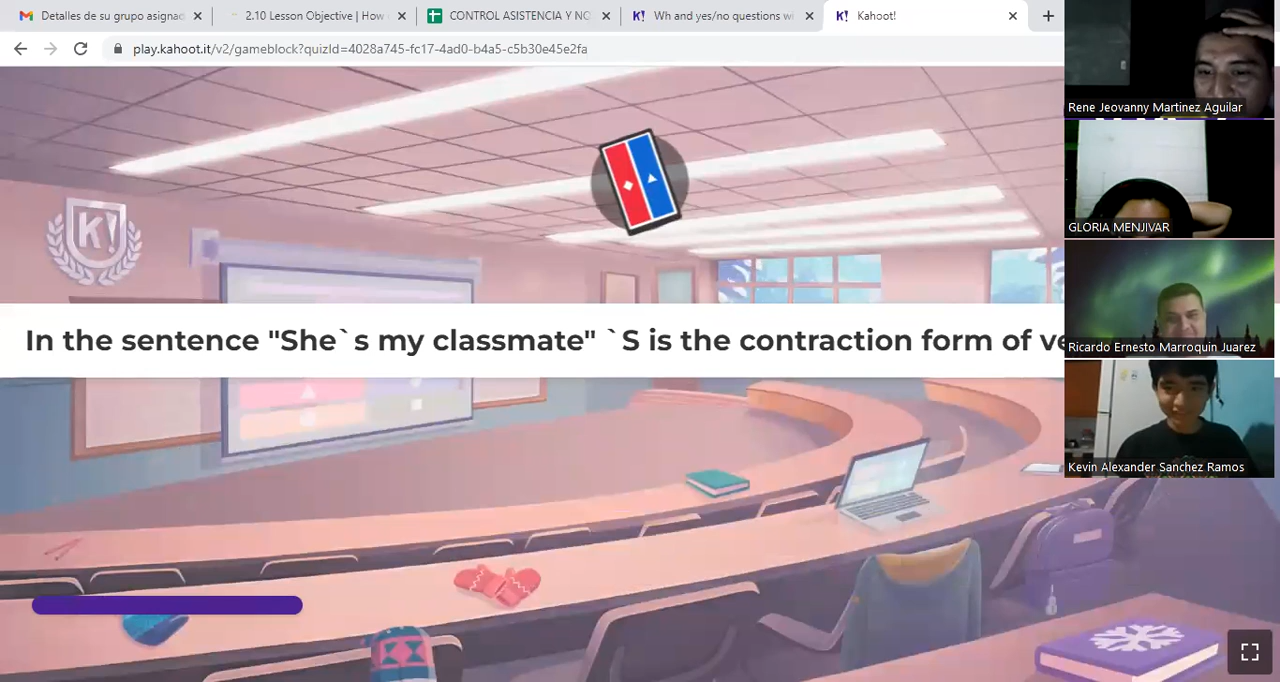 Detalles de su grupo asignad
2.10 Lesson Objective | How
CONTROL ASISTENCIA Y NO
Wh and yes/no questions wi
Kahoot!
play.kahoot.it/v2/gameblock?quizId=4028a745-fc17-4ad0-b4a5-c5b30e45e2fa
K!
In the sentence "She`s my classmate" `S is the contraction form of ve
Rene Jeovanny Martinez Aguilar
GLORIA MENJIVAR
Ricardo Ernesto Marroquin Juarez
Kevin Alexander Sanchez Ramos